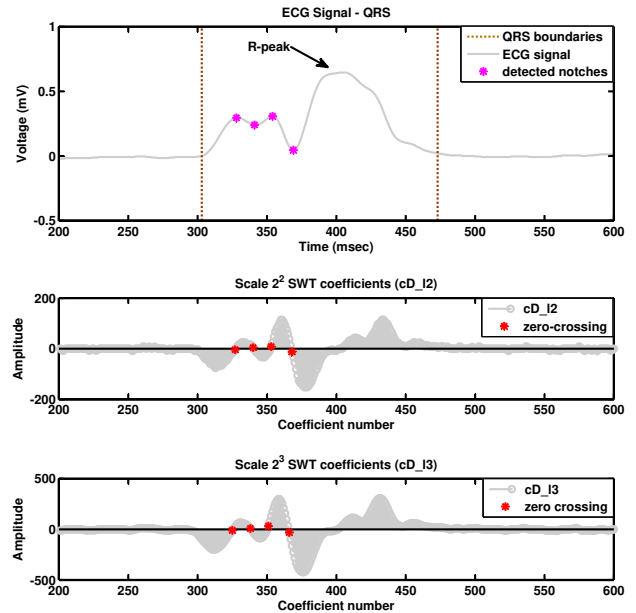 ECG Signal - QRS
R-peak
QRS boundaries
ECG signal
detected notches
Voltage (mV)
1
0.5
0
-0.5
200 250 300 350 400 450 500 550 600
Time (msec)
Scale 2² SWT coefficients (cD_l2)
cD_l2
zero-crossing
Amplitude
200
0
-200
200 250 300 350 400 450 500 550 600
Coefficient number
Scale 2³ SWT coefficients (cD_l3)
cD_l3
zero crossing
Amplitude
500
0
-500
200 250 300 350 400 450 500 550 600
Coefficient number